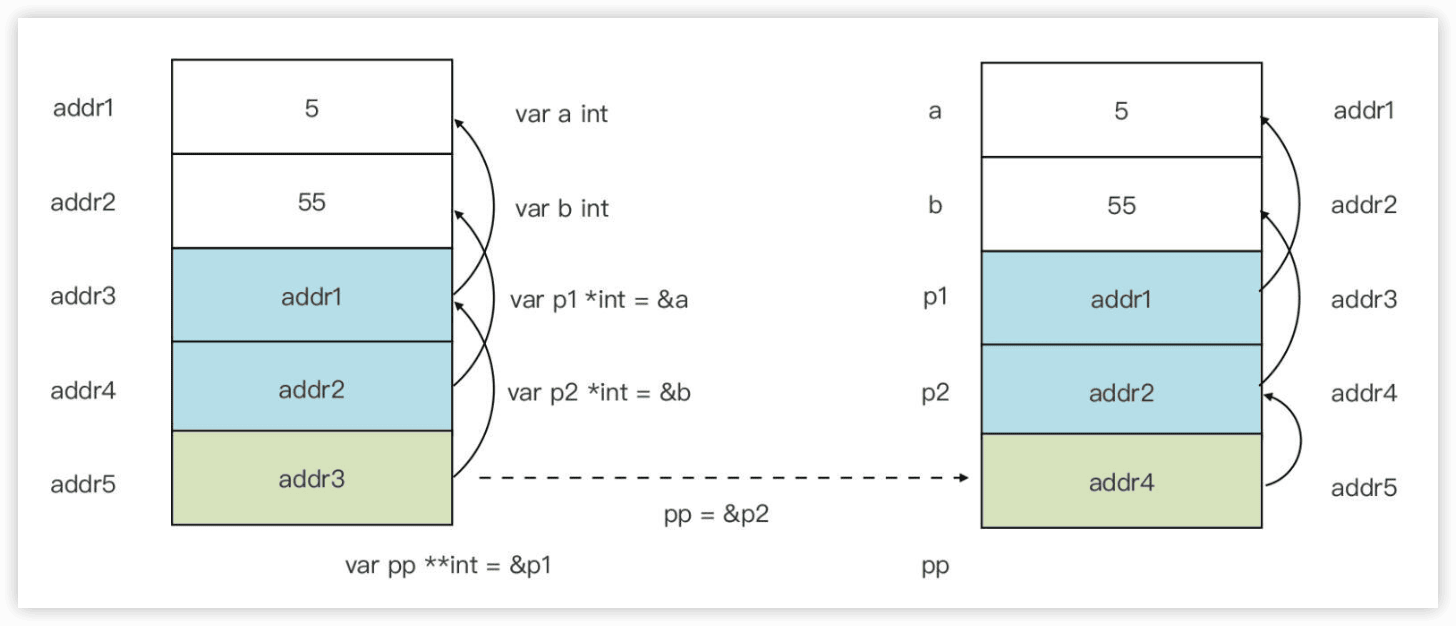 addr1 5 var a int a 5 addr1
addr2 55 var b int b 55 addr2
addr3 addr1 var p1 *int = &a p1 addr1 addr3
addr4 addr2 var p2 *int = &b p2 addr2 addr4
addr5 addr3 addr4 addr5
pp = &p2
var pp **int = &p1 pp